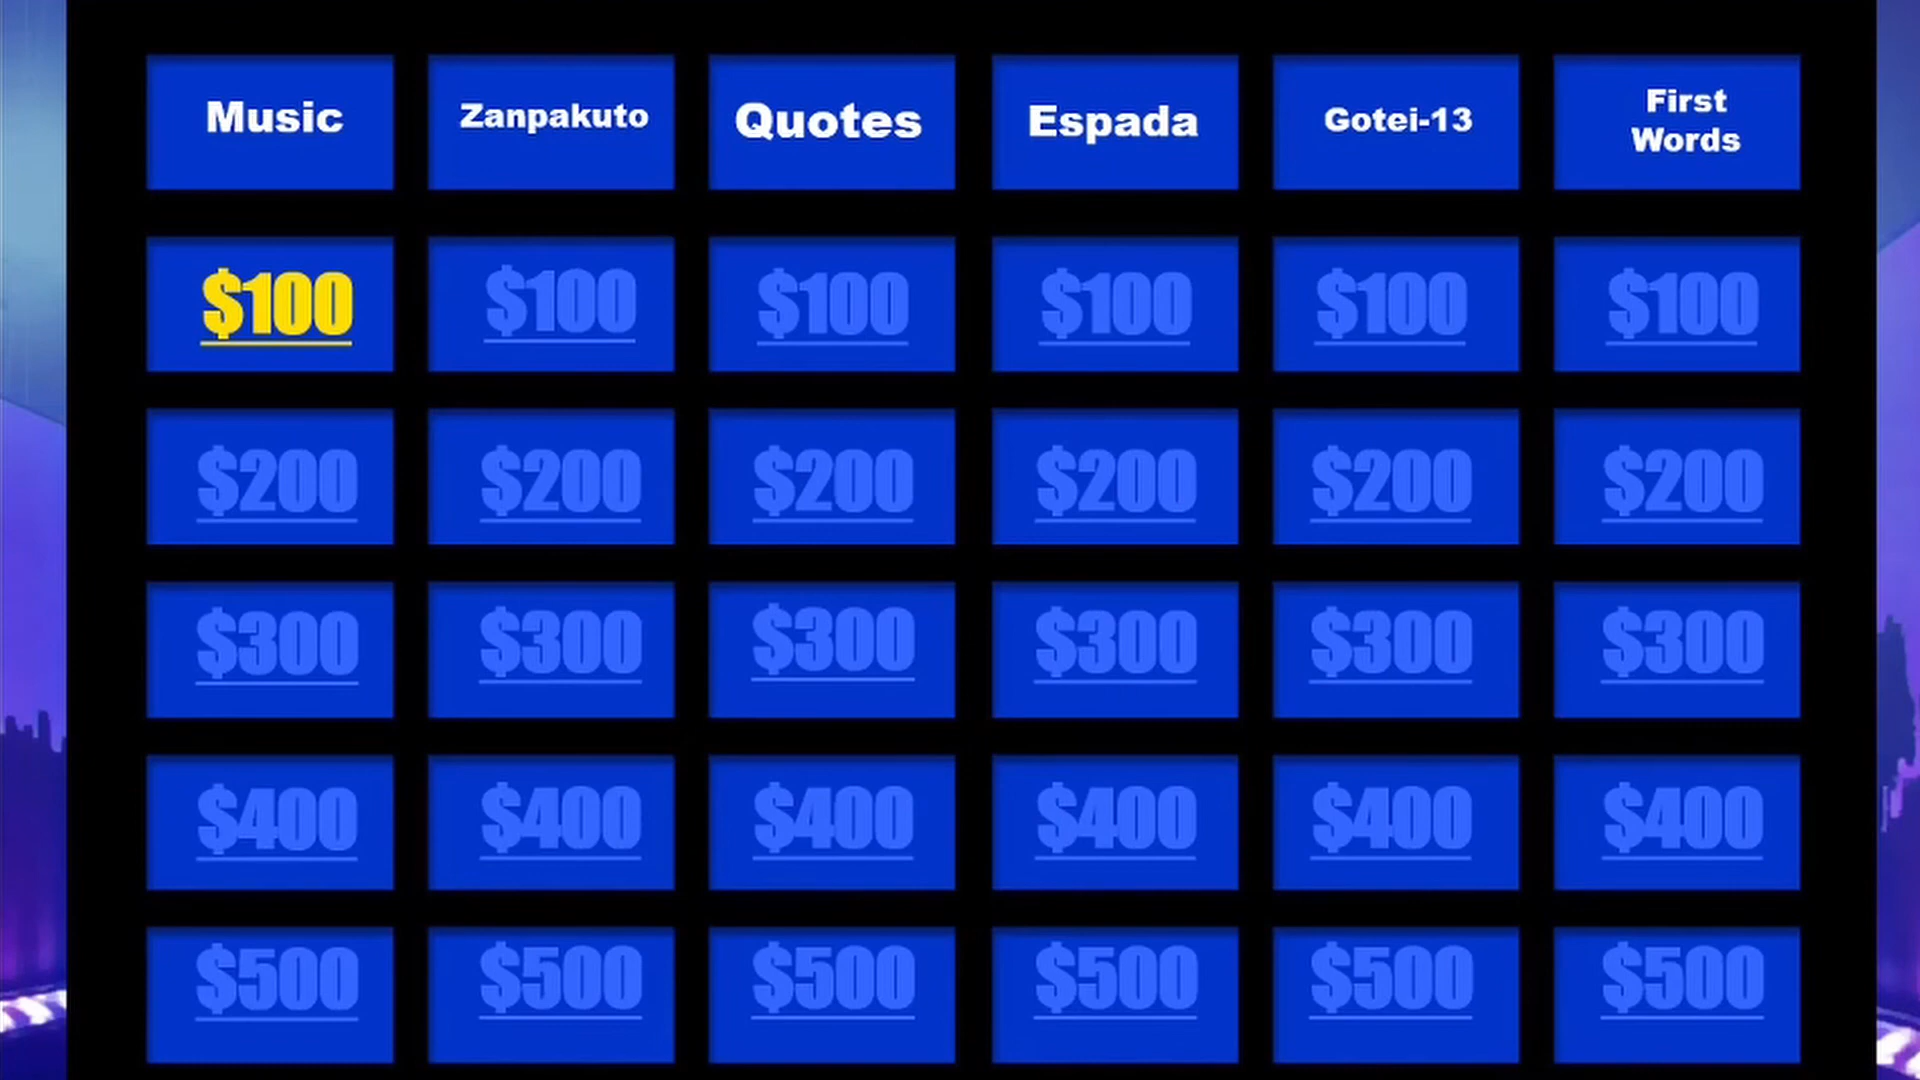 Music Zanpakuto Quotes Espada Gotei-13 First
Words
$100 $100 $100 $100 $100 $100
$200 $200 $200 $200 $200 $200
$300 $300 $300 $300 $300 $300
$400 $400 $400 $400 $400 $400
$500 $500 $500 $500 $500 $500